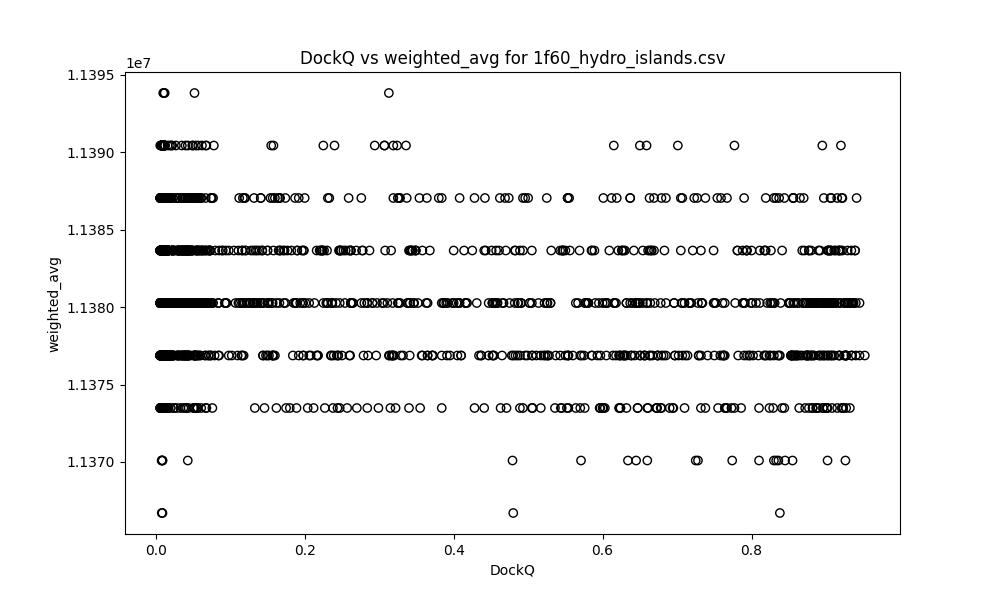 DockQ vs weighted_avg for 1f60_hydro_islands.csv
1e7
1.1395
1.1390
1.1385
1.1380
1.1375
1.1370
weighted_avg
0.0 0.2 0.4 0.6 0.8
DockQ